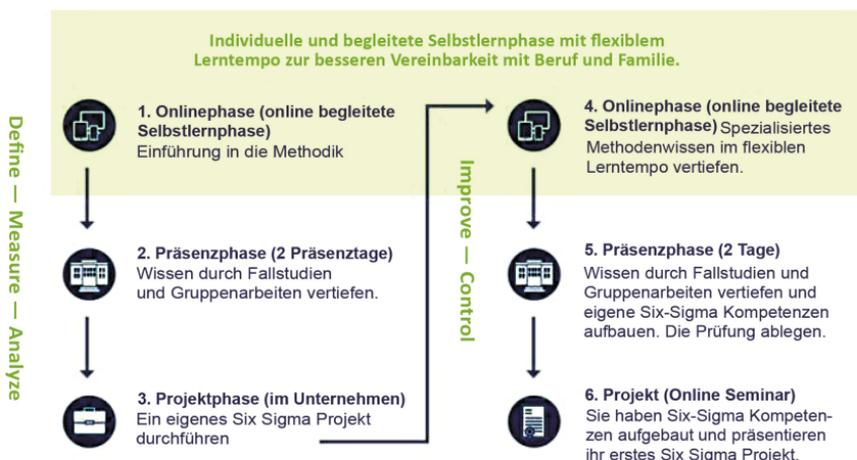 Individuelle und begleitete Selbstlernphase mit flexiblem
Lerntempo zur besseren Vereinbarkeit mit Beruf und Familie.
Define — Measure — Analyze
1. Onlinephase (online begleitete
Selbstlernphase)
Einführung in die Methodik
2. Präsenzphase (2 Präsenztage)
Wissen durch Fallstudien
und Gruppenarbeiten vertiefen.
3. Projektphase (im Unternehmen)
Ein eigenes Six Sigma Projekt
durchführen
Improve — Control
4. Onlinephase (online begleitete
Selbstlernphase) Spezialisiertes
Methodenwissen im flexiblen
Lerntempo vertiefen.
5. Präsenzphase (2 Tage)
Wissen durch Fallstudien und
Gruppenarbeiten vertiefen und
eigene Six-Sigma Kompetenzen
aufbauen. Die Prüfung ablegen.
6. Projekt (Online Seminar)
Sie haben Six-Sigma Kompeten-
zen aufgebaut und präsentieren
ihr erstes Six Sigma Projekt.